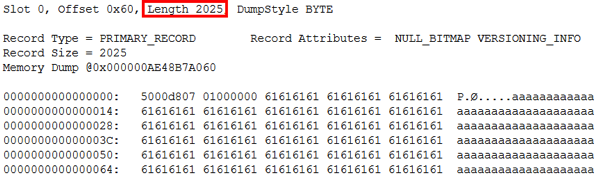 Slot 0, Offset 0x60, Length 2025, DumpStyle BYTE
Record Type = PRIMARY_RECORD Record Attributes = NULL_BITMAP VERSIONING_INFO
Record Size = 2025
Memory Dump @0x000000AE48B7A060
0000000000000000: 5000d807 01000000 61616161 61616161 61616161 P.Ø.....aaaaaaaaaaaa
0000000000000014: 61616161 61616161 61616161 61616161 61616161 aaaaaaaaaaaaaaaaaaaa
0000000000000028: 61616161 61616161 61616161 61616161 61616161 aaaaaaaaaaaaaaaaaaaa
000000000000003C: 61616161 61616161 61616161 61616161 61616161 aaaaaaaaaaaaaaaaaaaa
0000000000000050: 61616161 61616161 61616161 61616161 61616161 aaaaaaaaaaaaaaaaaaaa
0000000000000064: 61616161 61616161 61616161 61616161 61616161 aaaaaaaaaaaaaaaaaaaa